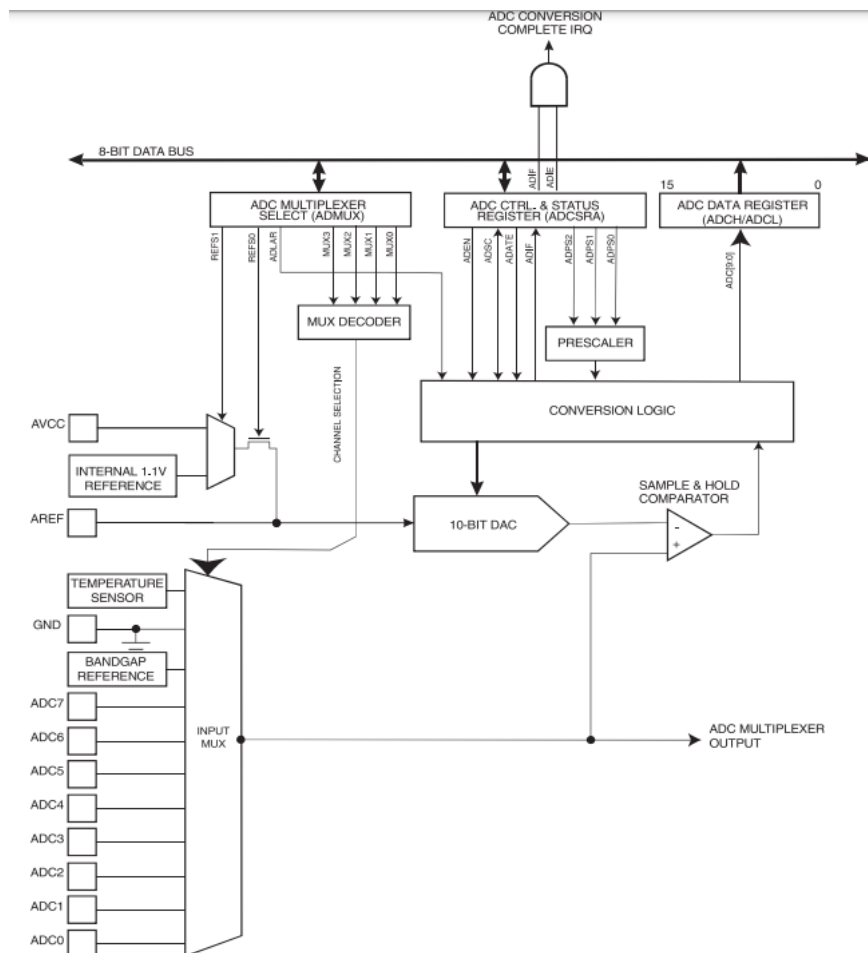 ADC CONVERSION
COMPLETE IRQ
8-BIT DATA BUS
ADIF
ADIE
15
0
ADC MULTIPLEXER
SELECT (ADMUX)
ADC CTRL. & STATUS
REGISTER (ADCSRA)
ADC DATA REGISTER
(ADCH/ADCL)
REFS1
REFS0
ADLAR
MUX3
MUX2
MUX1
MUX0
ADEN
ADSC
ADATE
ADIF
ADPS2
ADPS1
ADPS0
ADC[9:0]
MUX DECODER
PRESCALER
CHANNEL SELECTION
CONVERSION LOGIC
AVCC
INTERNAL 1.1V
REFERENCE
SAMPLE & HOLD
COMPARATOR
AREF
10-BIT DAC
-
+
TEMPERATURE
SENSOR
GND
BANDGAP
REFERENCE
ADC7
ADC6
ADC5
ADC4
ADC3
ADC2
ADC1
ADC0
INPUT
MUX
ADC MULTIPLEXER
OUTPUT